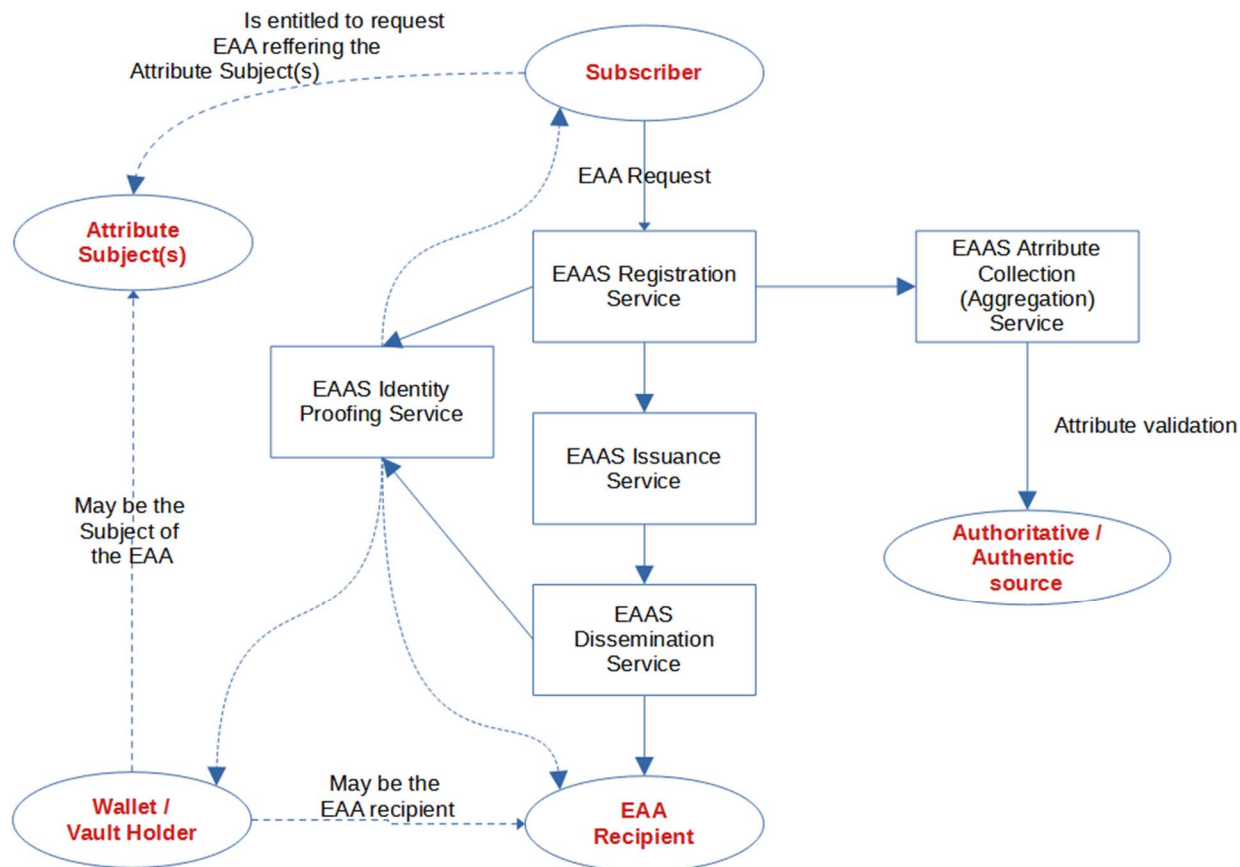 Is entitled to request
EAA reffering the
Attribute Subject(s)
Subscriber
EAA Request
Attribute
Subject(s)
EAAS Registration
Service
EAAS Atrribute
Collection
(Aggregation)
Service
EAAS Identity
Proofing Service
Attribute validation
EAAS Issuance
Service
May be the
Subject of
the EAA
Authoritative /
Authentic
source
EAAS
Dissemination
Service
May be the
EAA recipient
Wallet /
Vault Holder
EAA
Recipient